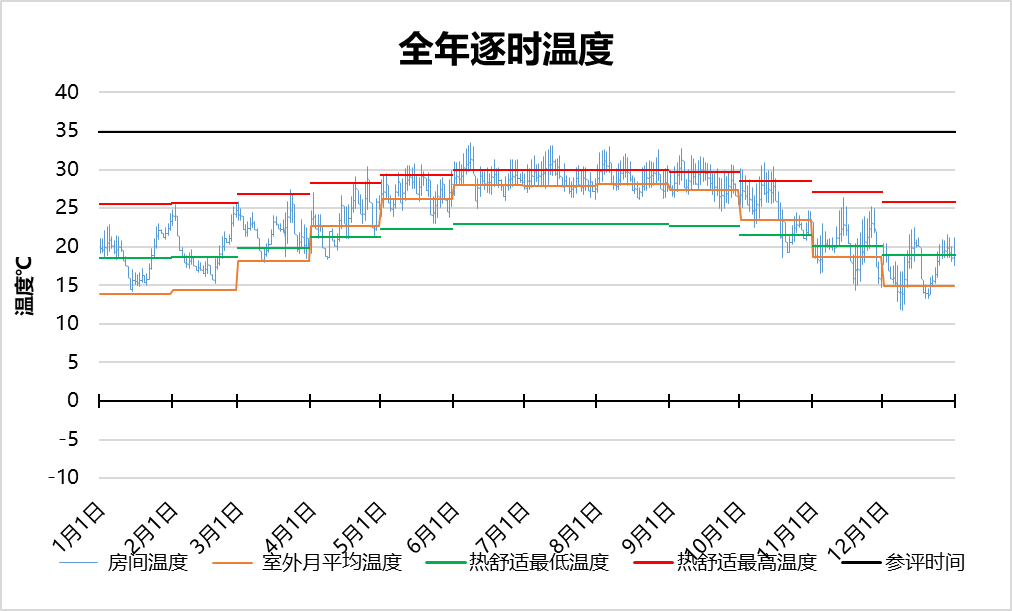 全年逐时温度
温度℃
40
35
30
25
20
15
10
5
0
-5
-10
1月1日
2月1日
3月1日
4月1日
5月1日
6月1日
7月1日
8月1日
9月1日
10月1日
11月1日
12月1日
房间温度
室外月平均温度
热舒适最低温度
热舒适最高温度
参评时间